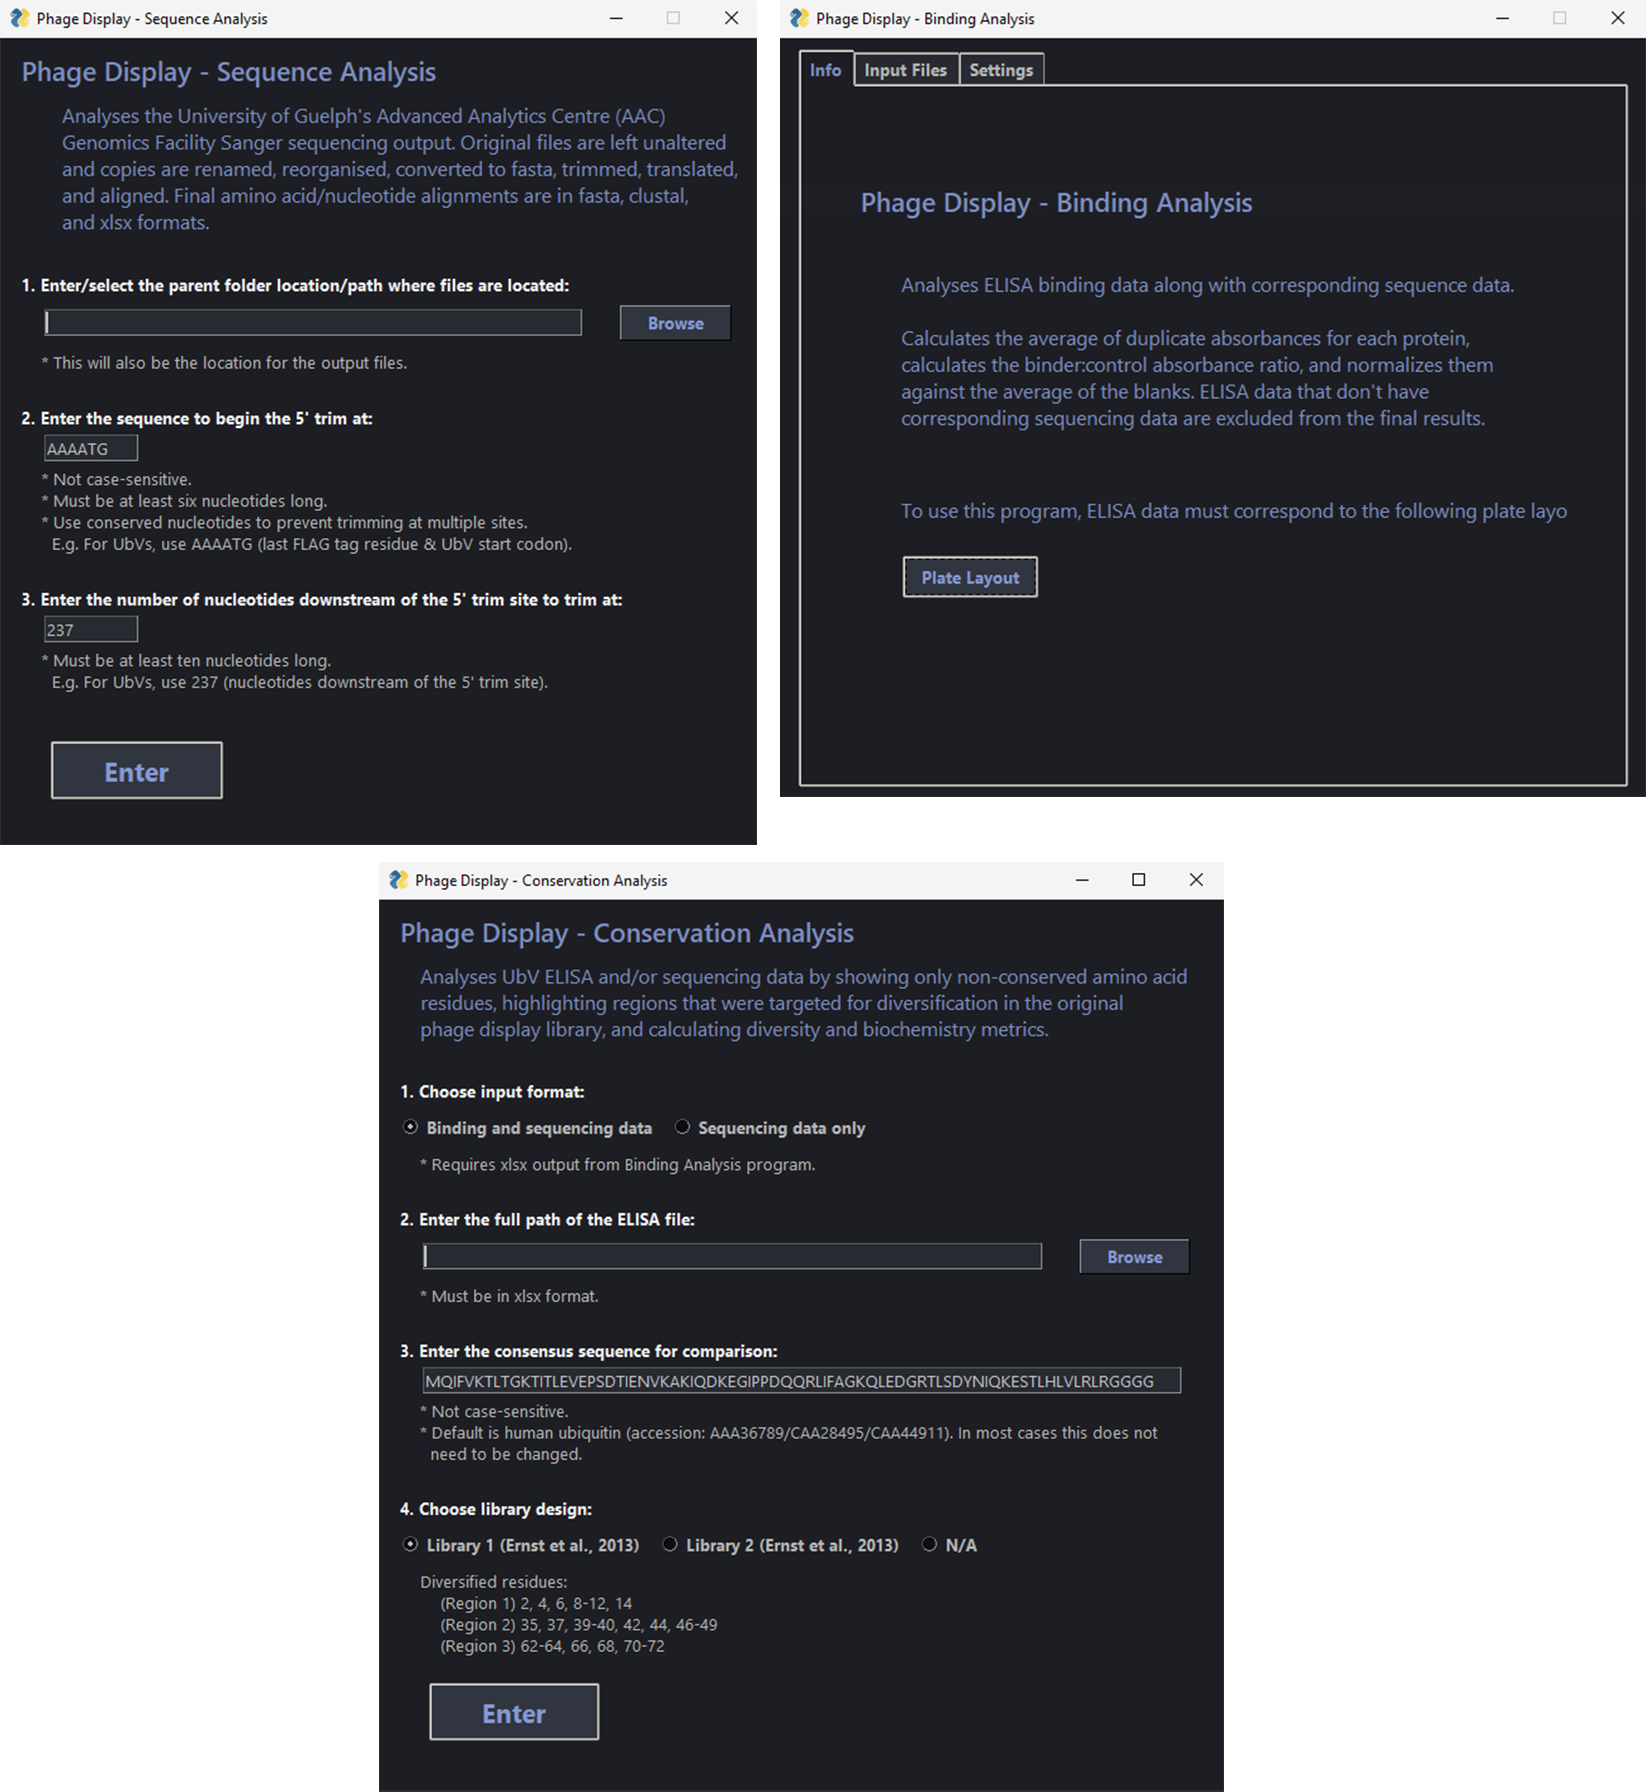 Phage Display - Sequence Analysis
Phage Display - Sequence Analysis
Analyses the University of Guelph's Advanced Analytics Centre (AAC)
Genomics Facility Sanger sequencing output. Original files are left unaltered
and copies are renamed, reorganised, converted to fasta, trimmed, translated,
and aligned. Final amino acid/nucleotide alignments are in fasta, clustal,
and xlsx formats.
1. Enter/select the parent folder location/path where files are located:
Browse
* This will also be the location for the output files.
2. Enter the sequence to begin the 5' trim at:
AAAATG
* Not case-sensitive.
* Must be at least six nucleotides long.
* Use conserved nucleotides to prevent trimming at multiple sites.
E.g. For UbVs, use AAAATG (last FLAG tag residue & UbV start codon).
3. Enter the number of nucleotides downstream of the 5' trim site to trim at:
237
* Must be at least ten nucleotides long.
E.g. For UbVs, use 237 (nucleotides downstream of the 5' trim site).
Enter
Phage Display - Binding Analysis
Info Input Files Settings
Phage Display - Binding Analysis
Analyses ELISA binding data along with corresponding sequence data.
Calculates the average of duplicate absorbances for each protein,
calculates the binder:control absorbance ratio, and normalizes them
against the average of the blanks. ELISA data that don't have
corresponding sequencing data are excluded from the final results.
To use this program, ELISA data must correspond to the following plate layo
Plate Layout
Phage Display - Conservation Analysis
Phage Display - Conservation Analysis
Analyses UbV ELISA and/or sequencing data by showing only non-conserved amino acid
residues, highlighting regions that were targeted for diversification in the original
phage display library, and calculating diversity and biochemistry metrics.
1. Choose input format:
Binding and sequencing data Sequencing data only
* Requires xlsx output from Binding Analysis program.
2. Enter the full path of the ELISA file:
Browse
* Must be in xlsx format.
3. Enter the consensus sequence for comparison:
MQIFVKTLTGKTITLEVEPSDTIENVKAKIQDKEGIPPDQQRLIFAGKQLEDGRTLSDYNIQKESTLHLVLRLRGGGG
* Not case-sensitive.
* Default is human ubiquitin (accession: AAA36789/CAA28495/CAA44911). In most cases this does not
need to be changed.
4. Choose library design:
Library 1 (Ernst et al., 2013) Library 2 (Ernst et al., 2013) N/A
Diversified residues:
(Region 1) 2, 4, 6, 8-12, 14
(Region 2) 35, 37, 39-40, 42, 44, 46-49
(Region 3) 62-64, 66, 68, 70-72
Enter